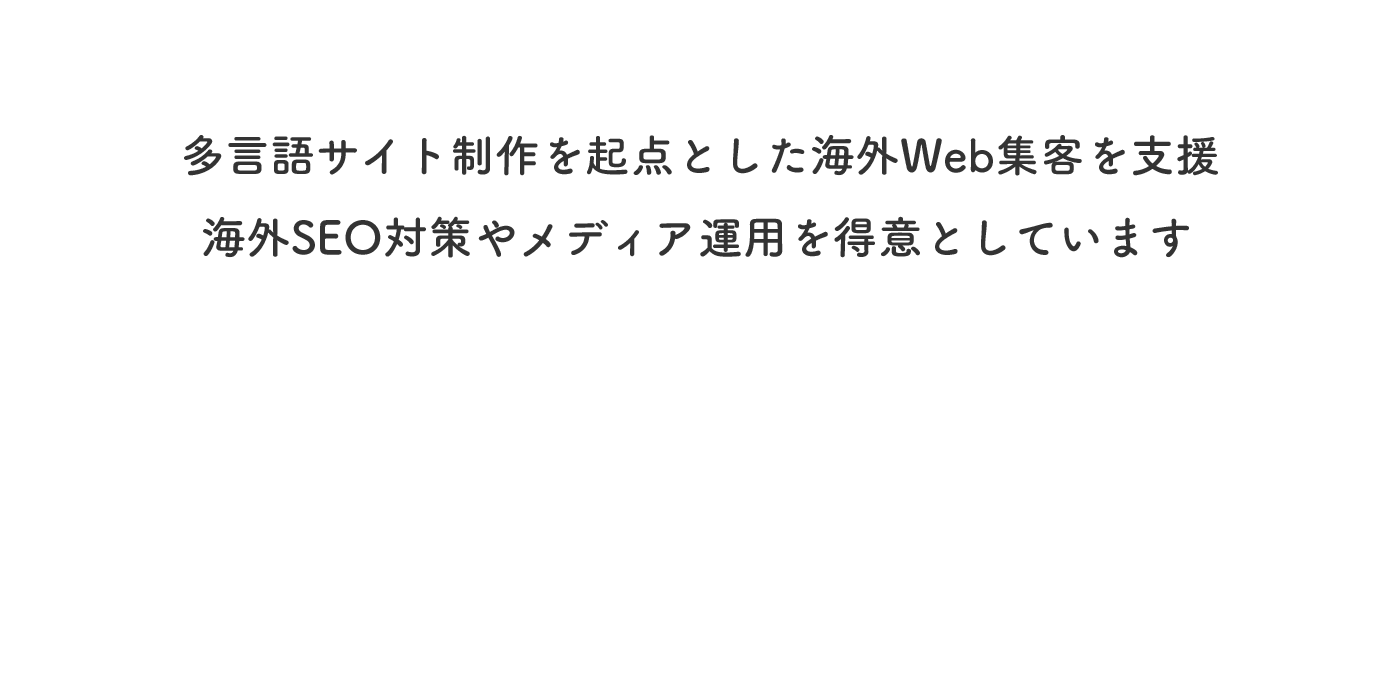 多言語サイト制作を起点とした海外Web集客を支援
海外SEO対策やメディア運用を得意としています